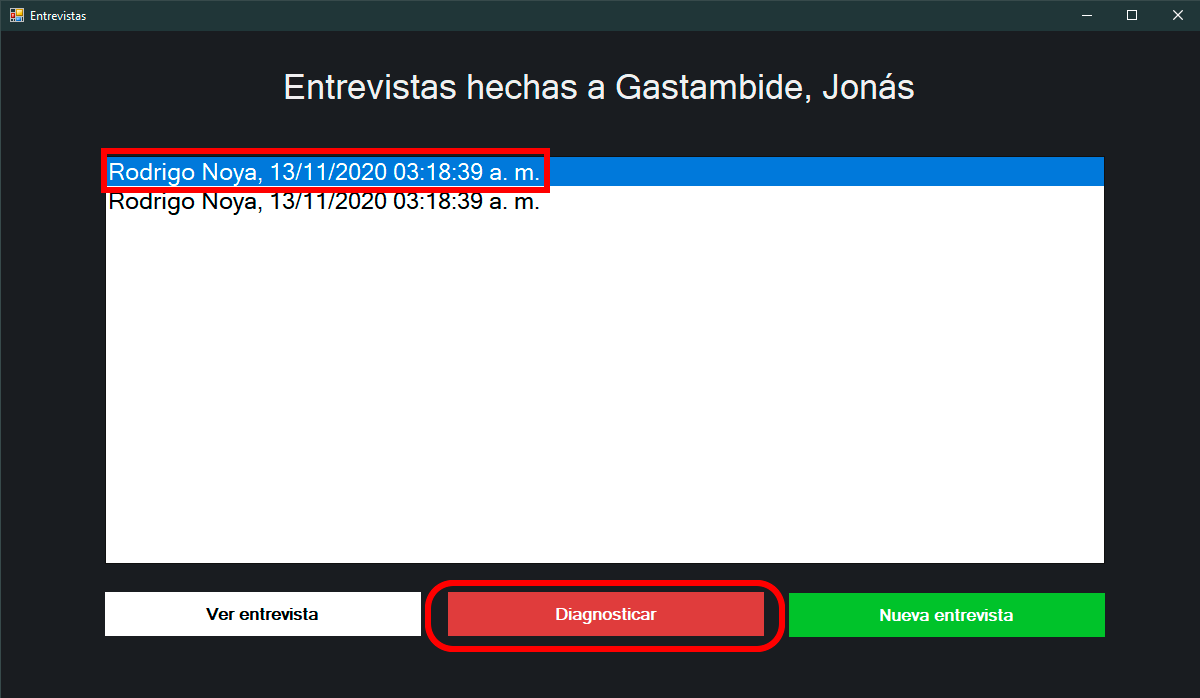 Entrevistas
Entrevistas hechas a Gastambide, Jonás
Rodrigo Noya, 13/11/2020 03:18:39 a. m.
Rodrigo Noya, 13/11/2020 03:18:39 a. m.
Ver entrevista
Diagnosticar
Nueva entrevista